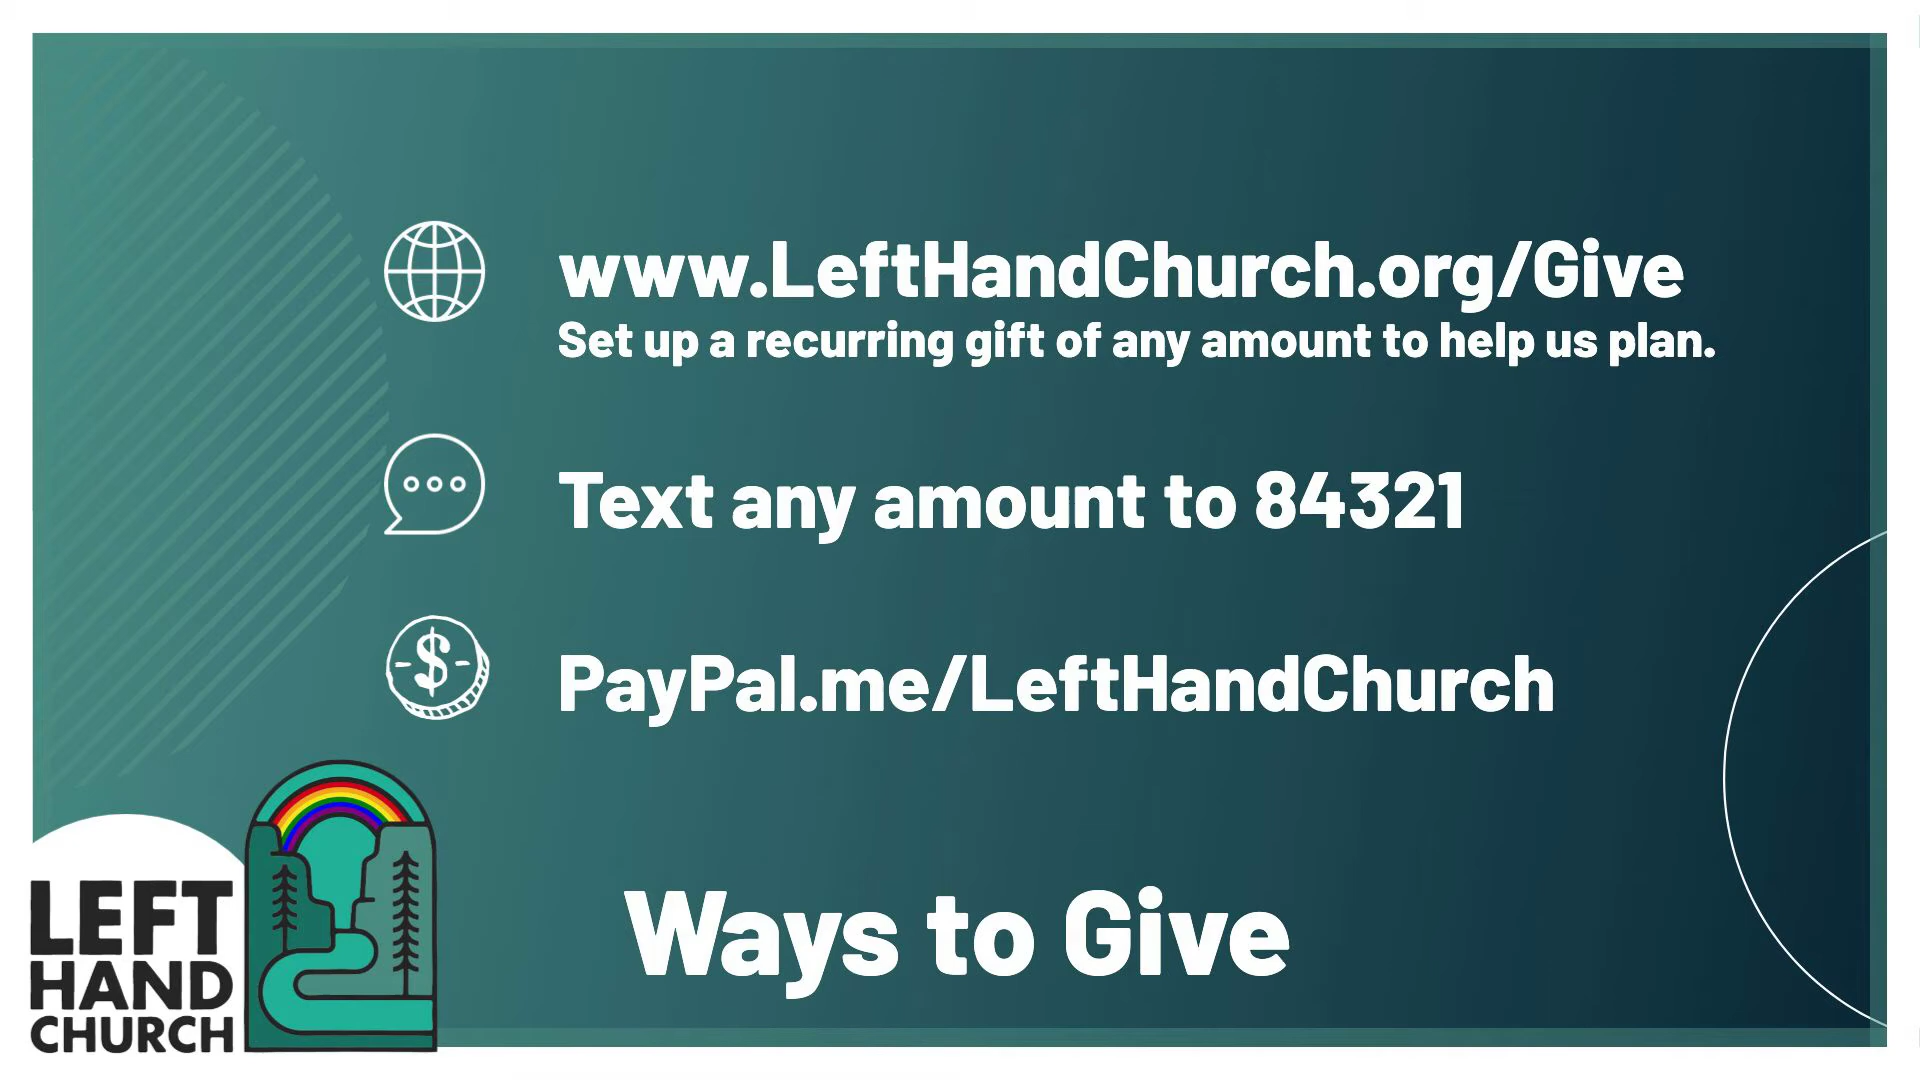 www.LeftHandChurch.org/Give
Set up a recurring gift of any amount to help us plan.
Text any amount to 84321
PayPal.me/LeftHandChurch
Ways to Give
LEFT
HAND
CHURCH